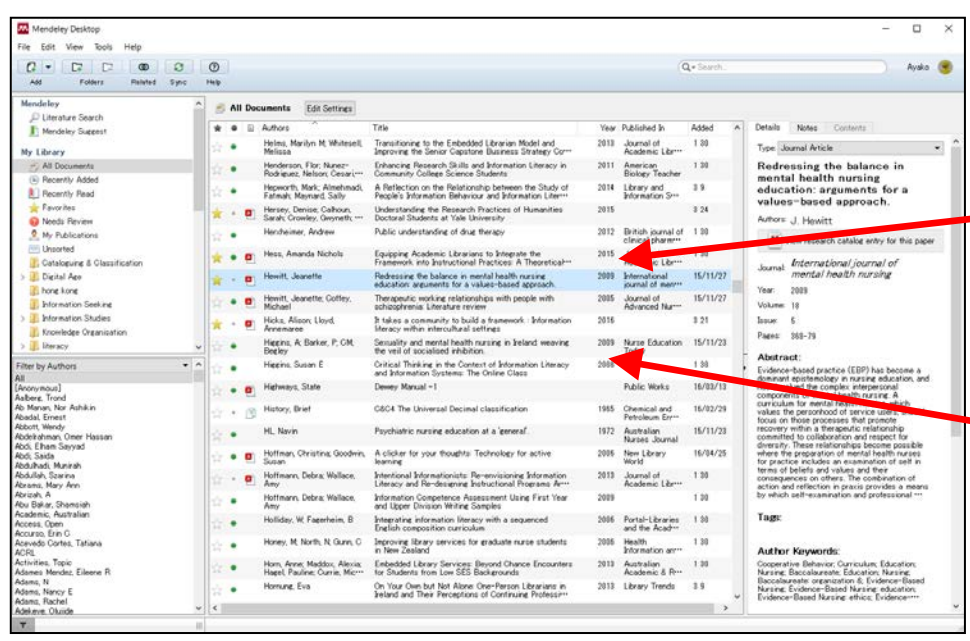 Mendeley Desktop
File Edit View Tools Help
Add Folders Related Sync Help
Search...
Ayaka
Mendeley
Literature Search
Mendeley Suggest
My Library
All Documents
Recently Added
Recently Read
Favorites
Needs Review
My Publications
Unsorted
Cataloguing & Classification
Digital Age
hong kong
Information Seeking
Information Studies
Knowledge Organisation
literacy
Filter by Authors
All
[Anonymous]
Aalberg, Trond
Ab Manan, Nor Ashikin
Abadal, Ernest
Abbott, Wendy
Abdelrahman, Omer Hassan
Abdi, Elham Sayyad
Abdi, Saida
Abdulhadi, Munirah
Abdullah, Szarina
Abrams, Mary Ann
Abrizah, A
Abu Bakar, Shamsiah
Academic, Australian
Access, Open
Accurso, Erin C
Acevedo Cortes, Tatiana
ACRL
Activities, Topic
Adames Mendez, Eileene R
Adams, N
Adams, Nancy E
Adams, Rachel
Adekeye, Olujide
All Documents Edit Settings
Authors Title Year Published In Added
Helms, Marilyn M; Whitesell, Transitioning to the Embedded Librarian Model and 2013 Journal of 1 30
Melissa Improving the Senior Capstone Business Strategy Co··· Academic Libr···
Henderson, Flor; Nunez- Enhancing Research Skills and Information Literacy in 2011 American 1 30
Rodriguez, Nelson; Cesari,··· Community College Science Students Biology Teacher
Hepworth, Mark; Almehmadi, A Reflection on the Relationship between the Study of 2014 Library and 3 9
Fatmah; Maynard, Sally People's Information Behaviour and Information Liter··· Information S···
Hersey, Denise; Calhoun, Understanding the Research Practices of Humanities 2015 3 24
Sarah; Crowley, Gwyneth; ··· Doctoral Students at Yale University
Herxheimer, Andrew Public understanding of drug therapy 2012 British journal of 1 30
clinical pharm···
Hess, Amanda Nichols Equipping Academic Librarians to Integrate the 2015 1 30
Framework into Instructional Practices: A Theoretical··· Libr···
Hewitt, Jeanette Redressing the balance in mental health nursing 2009 International 15/11/27
education: arguments for a values-based approach. journal of men···
Hewitt, Jeanette; Coffey, Therapeutic working relationships with people with 2005 Journal of 15/11/27
Michael schizophrenia: Literature review Advanced Nur···
Hicks, Alison; Lloyd, It takes a community to build a framework : Information 2016 3 21
Annemaree literacy within intercultural settings
Higgins, A; Barker, P; C.M, Sexuality and mental health nursing in Ireland weaving 2009 Nurse Education 15/11/23
Begley the veil of socialised inhibition. Today
Higgins, Susan E Critical Thinking in the Context of Information Literacy 2008 1 30
and Information Systems: The Online Class
Highways, State Dewey Manual -1 Public Works 16/03/13
History, Brief C&C4 The Universal Decimal classification 1965 Chemical and 16/02/29
Petroleum En···
HL, Navin Psychiatric nursing education at a 'general'. 1972 Australian 15/11/23
Nurses Journal
Hoffman, Christina; Goodwin, A clicker for your thoughts: Technology for active 2006 New Library 16/04/25
Susan learning World
Hoffmann, Debra; Wallace, Intentional Informationists: Re-envisioning Information 2013 Journal of 1 30
Amy Literacy and Re-designing Instructional Programs A··· Academic Libr···
Hoffmann, Debra; Wallace, Information Competence Assessment Using First Year 2009 1 30
Amy and Upper Division Writing Samples
Holliday, W; Fagerheim, B Integrating information literacy with a sequenced 2006 Portal-Libraries 1 30
English composition curriculum and the Acad···
Honey, M; North, N; Gunn, C Improving library services for graduate nurse students 2006 Health 1 30
in New Zealand Information an···
Horn, Anne; Maddox, Alexia; Embedded Library Services: Beyond Chance Encounters 2013 Australian 1 30
Hagel, Pauline; Currie, Mic··· for Students from Low SES Backgrounds Academic & R···
Hornung, Eva On Your Own but Not Alone: One-Person Librarians in 2013 Library Trends 3 9
Ireland and Their Perceptions of Continuing Professi···
Details Notes Contents
Type: Journal Article
Redressing the balance in
mental health nursing
education: arguments for a
values-based approach.
Authors: J. Hewitt
research catalog entry for this paper
Journal: International journal of
mental health nursing
Year: 2009
Volume: 18
Issue: 5
Pages: 368-79
Abstract:
Evidence-based practice (EBP) has become a
dominant epistemology in nursing education, and
the complex interpersonal
components of mental health nursing. A
curriculum for mental health which
values the personhood of service users, and
focus on those processes that promote
recovery within a therapeutic relationship
committed to collaboration and respect for
diversity. These relationships become possible
where the preparation of mental health nurses
for practice includes an examination of self in
terms of beliefs and values and their
consequences on others. The combination of
action and reflection in praxis provides a means
by which self-examination and professional ···
Tags:
Author Keywords:
Cooperative Behavior; Curriculum; Education;
Nursing; Baccalaureate; Education; Nursing;
Baccalaureate: organization &; Evidence-Based
Nursing; Evidence-Based Nursing: education;
Evidence-Based Nursing: ethics; Evidence-···